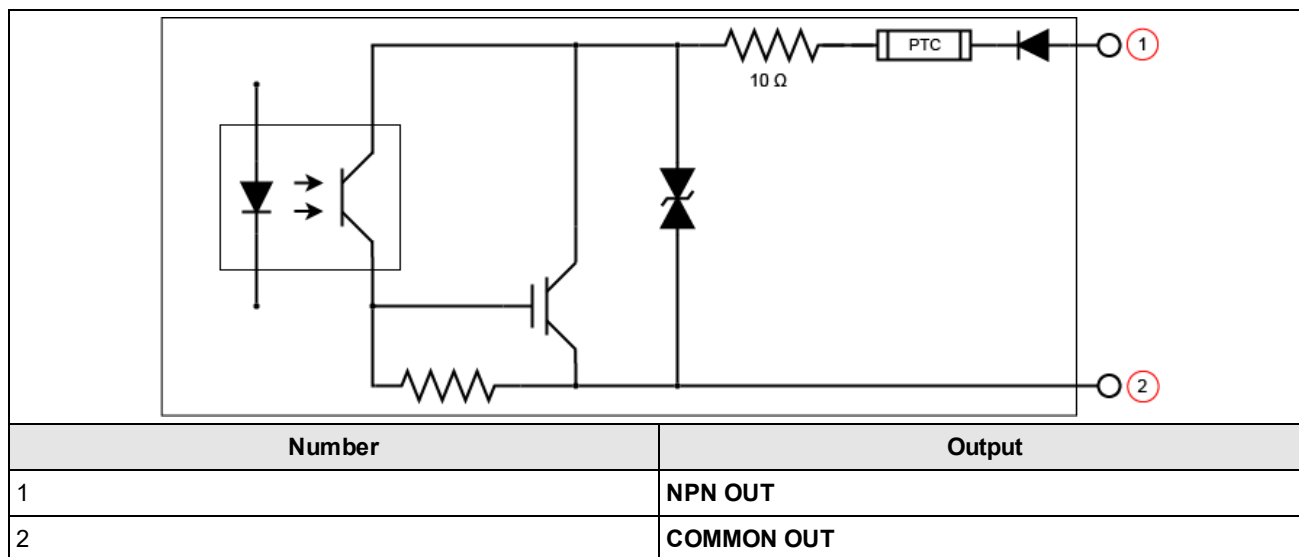 PTC
1
10 Ω
2
Number Output
1 NPN OUT
2 COMMON OUT